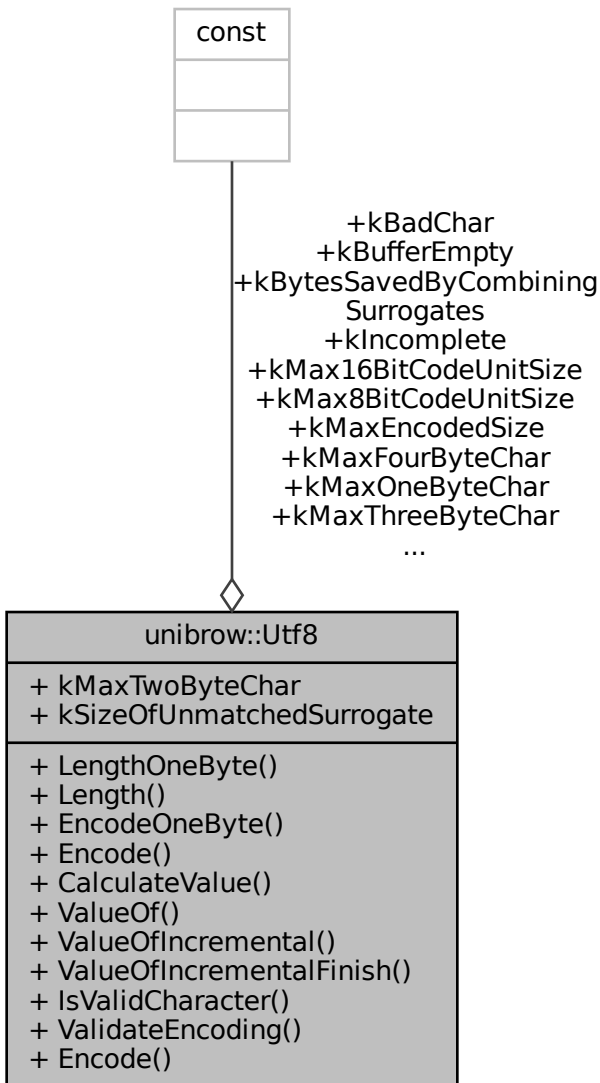 const
+kBadChar
+kBufferEmpty
+kBytesSavedByCombining
Surrogates
+kIncomplete
+kMax16BitCodeUnitSize
+kMax8BitCodeUnitSize
+kMaxEncodedSize
+kMaxFourByteChar
+kMaxOneByteChar
+kMaxThreeByteChar
...
unibrow::Utf8
+ kMaxTwoByteChar
+ kSizeOfUnmatchedSurrogate
+ LengthOneByte()
+ Length()
+ EncodeOneByte()
+ Encode()
+ CalculateValue()
+ ValueOf()
+ ValueOfIncremental()
+ ValueOfIncrementalFinish()
+ IsValidCharacter()
+ ValidateEncoding()
+ Encode()